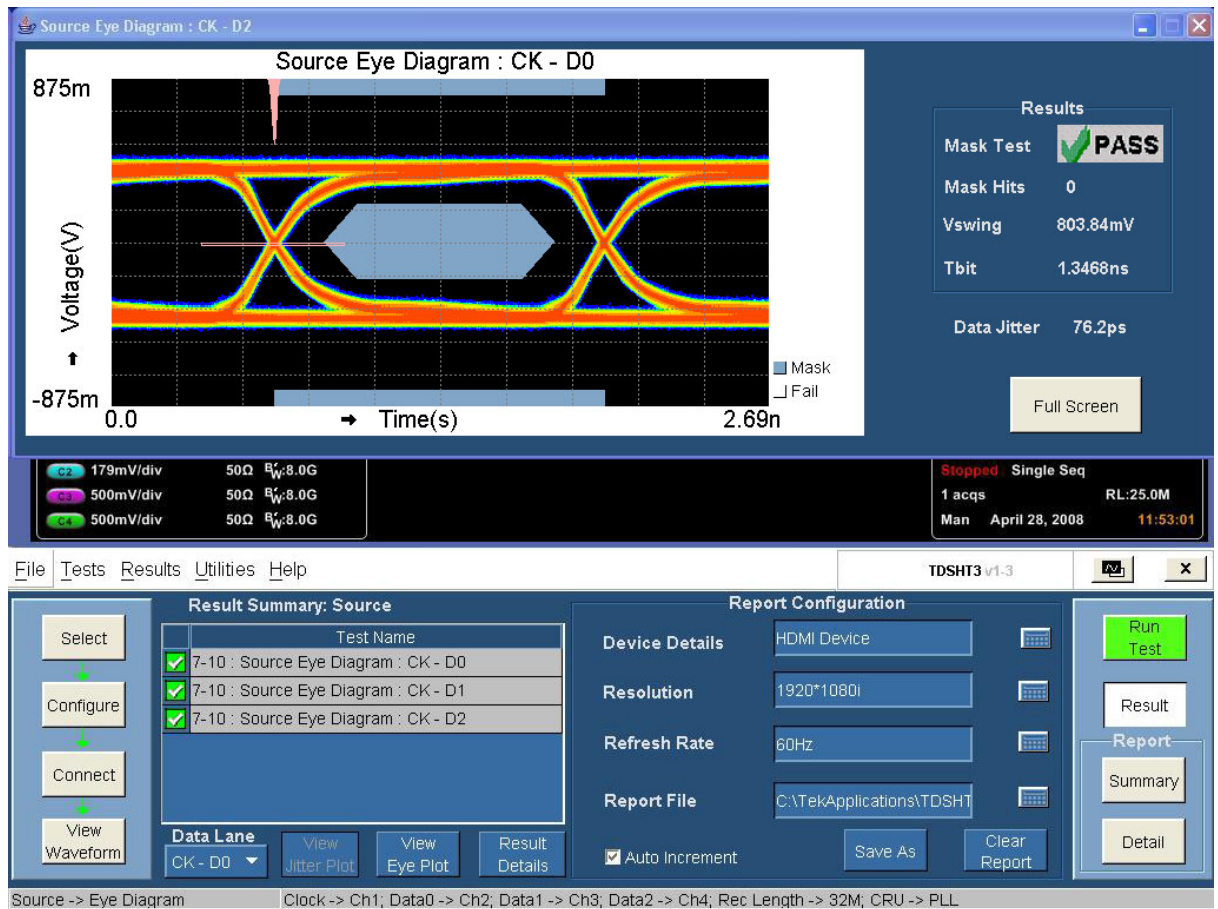 Source Eye Diagram : CK - D2
Source Eye Diagram : CK - D0
875m
Voltage(V)
-875m
0.0
Time(s)
2.69n
Mask
Fail
Results
Mask Test PASS
Mask Hits 0
Vswing 803.84mV
Tbit 1.3468ns
Data Jitter 76.2ps
Full Screen
C2 179mV/div 50Ω BW:8.0G
C3 500mV/div 50Ω BW:8.0G
C4 500mV/div 50Ω BW:8.0G
Stopped Single Seq
1 acqs RL:25.0M
Man April 28, 2008 11:53:01
File Tests Results Utilities Help
TDSHT3 v1.3
x
Select
Configure
Connect
View
Waveform
Result Summary: Source
Test Name
7-10 : Source Eye Diagram : CK - D0
7-10 : Source Eye Diagram : CK - D1
7-10 : Source Eye Diagram : CK - D2
Data Lane
CK - D0
View
Jitter Plot
View
Eye Plot
Result
Details
Report Configuration
Device Details HDMI Device
Resolution 1920*1080i
Refresh Rate 60Hz
Report File C:\TekApplications\TDSHT
Auto Increment
Save As
Clear
Report
Run
Test
Result
Report
Summary
Detail
Source -> Eye Diagram Clock -> Ch1; Data0 -> Ch2; Data1 -> Ch3; Data2 -> Ch4; Rec Length -> 32M; CRU -> PLL